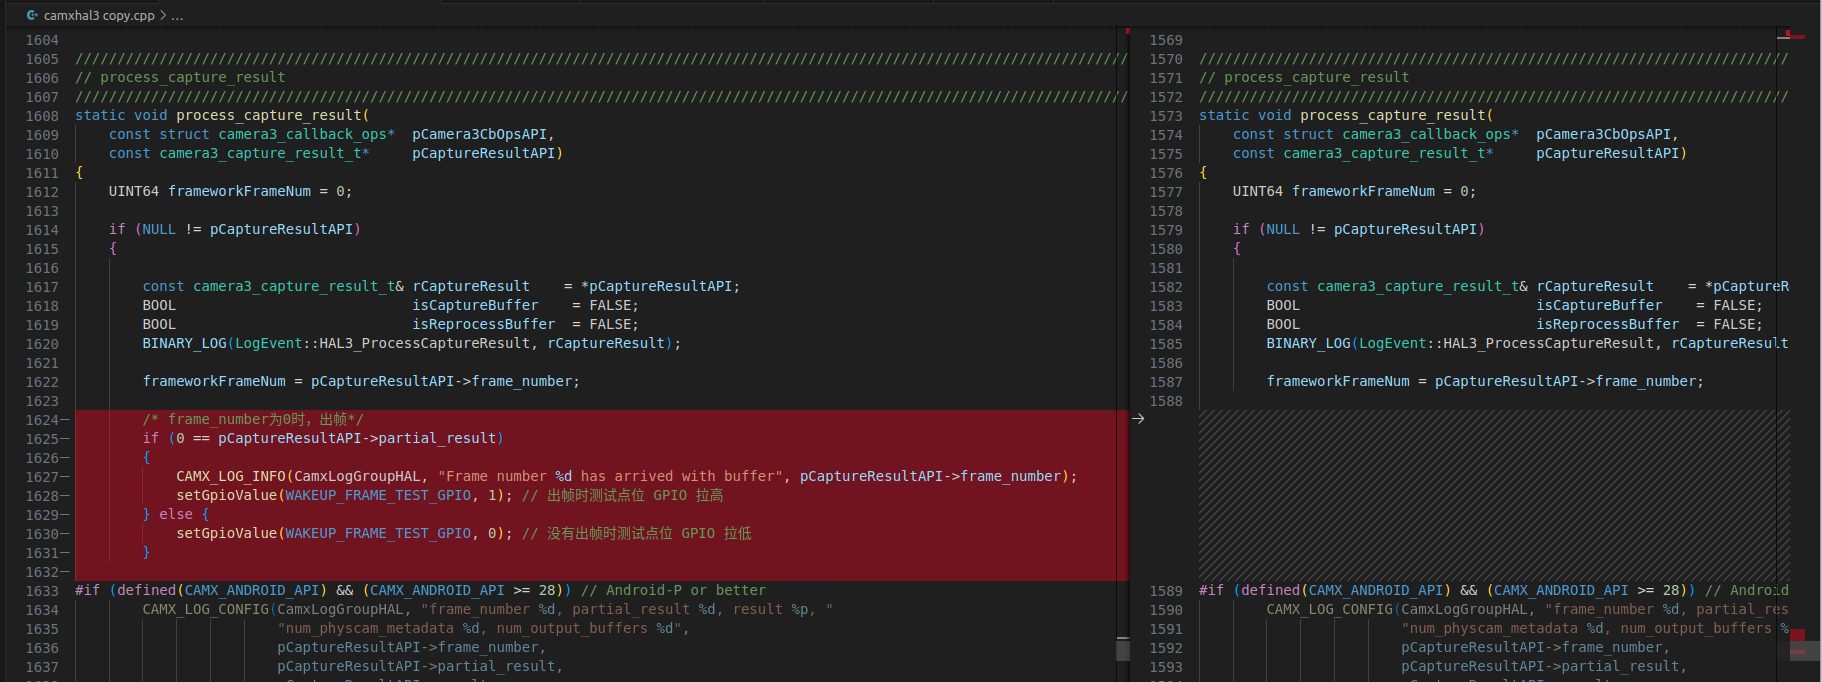 camxhal3 copy.cpp > ...
1604
1605 ////////////////////////////////////////////////////////////////////////////////////////////////////////////////////////////
1606 // process_capture_result
1607 ////////////////////////////////////////////////////////////////////////////////////////////////////////////////////////////
1608 static void process_capture_result(
1609     const struct camera3_callback_ops*  pCamera3CbOpsAPI,
1610     const camera3_capture_result_t*     pCaptureResultAPI)
1611 {
1612     UINT64 frameworkFrameNum = 0;
1613
1614     if (NULL != pCaptureResultAPI)
1615     {
1616
1617         const camera3_capture_result_t& rCaptureResult    = *pCaptureResultAPI;
1618         BOOL                            isCaptureBuffer    = FALSE;
1619         BOOL                            isReprocessBuffer  = FALSE;
1620         BINARY_LOG(LogEvent::HAL3_ProcessCaptureResult, rCaptureResult);
1621
1622         frameworkFrameNum = pCaptureResultAPI->frame_number;
1623
1624—         /* frame_number为0时，出帧*/
1625—         if (0 == pCaptureResultAPI->partial_result)
1626—         {
1627—             CAMX_LOG_INFO(CamxLogGroupHAL, "Frame number %d has arrived with buffer", pCaptureResultAPI->frame_number);
1628—             setGpioValue(WAKEUP_FRAME_TEST_GPIO, 1); // 出帧时测试点位 GPIO 拉高
1629—         } else {
1630—             setGpioValue(WAKEUP_FRAME_TEST_GPIO, 0); // 没有出帧时测试点位 GPIO 拉低
1631—         }
1632—
1633 #if (defined(CAMX_ANDROID_API) && (CAMX_ANDROID_API >= 28)) // Android-P or better
1634         CAMX_LOG_CONFIG(CamxLogGroupHAL, "frame_number %d, partial_result %d, result %p, "
1635                         "num_physcam_metadata %d, num_output_buffers %d",
1636                         pCaptureResultAPI->frame_number,
1637                         pCaptureResultAPI->partial_result,
1569
1570 //////////////////////////////////////////////////////////////////////
1571 // process_capture_result
1572 //////////////////////////////////////////////////////////////////////
1573 static void process_capture_result(
1574     const struct camera3_callback_ops*  pCamera3CbOpsAPI,
1575     const camera3_capture_result_t*     pCaptureResultAPI)
1576 {
1577     UINT64 frameworkFrameNum = 0;
1578
1579     if (NULL != pCaptureResultAPI)
1580     {
1581
1582         const camera3_capture_result_t& rCaptureResult    = *pCaptureR
1583         BOOL                            isCaptureBuffer    = FALSE;
1584         BOOL                            isReprocessBuffer  = FALSE;
1585         BINARY_LOG(LogEvent::HAL3_ProcessCaptureResult, rCaptureResult
1586
1587         frameworkFrameNum = pCaptureResultAPI->frame_number;
1588
1589 #if (defined(CAMX_ANDROID_API) && (CAMX_ANDROID_API >= 28)) // Android
1590         CAMX_LOG_CONFIG(CamxLogGroupHAL, "frame_number %d, partial_res
1591                         "num_physcam_metadata %d, num_output_buffers %
1592                         pCaptureResultAPI->frame_number,
1593                         pCaptureResultAPI->partial_result,